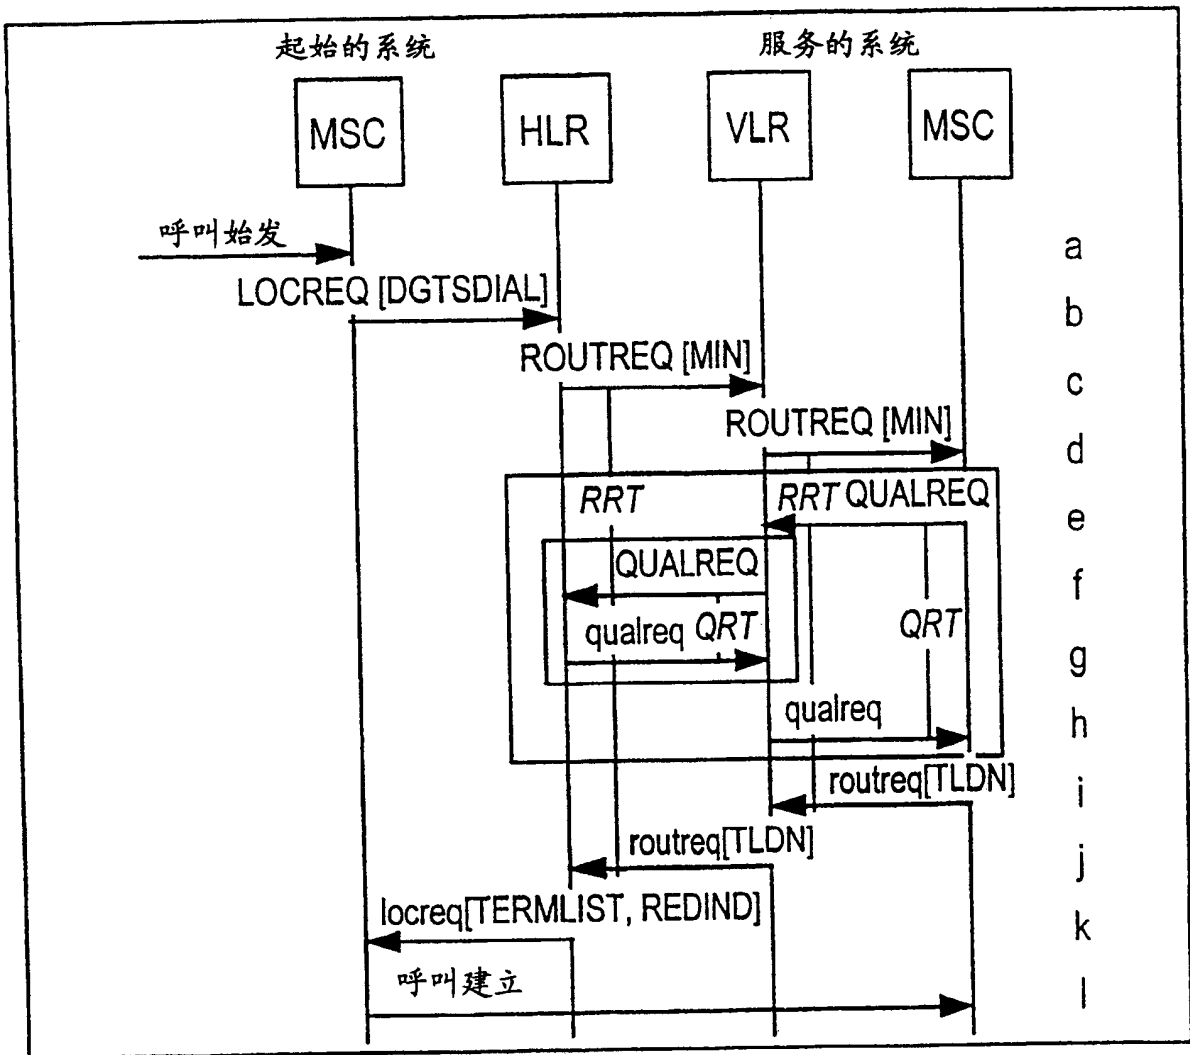 起始的系统
服务的系统
MSC
HLR
VLR
MSC
呼叫始发
a
LOCREQ [DGTSDIAL]
b
ROUTREQ [MIN]
c
ROUTREQ [MIN]
d
RRT
RRT
QUALREQ
e
QUALREQ
f
qualreq
QRT
QRT
g
qualreq
h
routreq[TLDN]
i
routreq[TLDN]
j
locreq[TERMLIST, REDIND]
k
呼叫建立
l